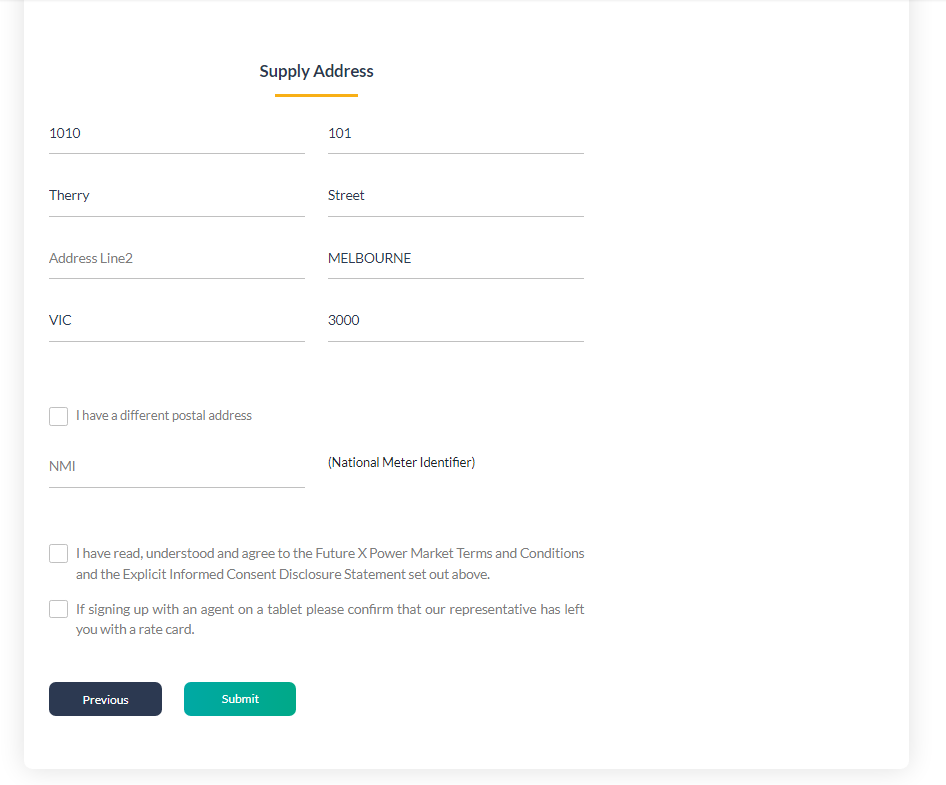 Supply Address
1010
101
Therry
Street
Address Line2
MELBOURNE
VIC
3000
I have a different postal address
NMI
(National Meter Identifier)
I have read, understood and agree to the Future X Power Market Terms and Conditions
and the Explicit Informed Consent Disclosure Statement set out above.
If signing up with an agent on a tablet please confirm that our representative has left
you with a rate card.
Previous
Submit